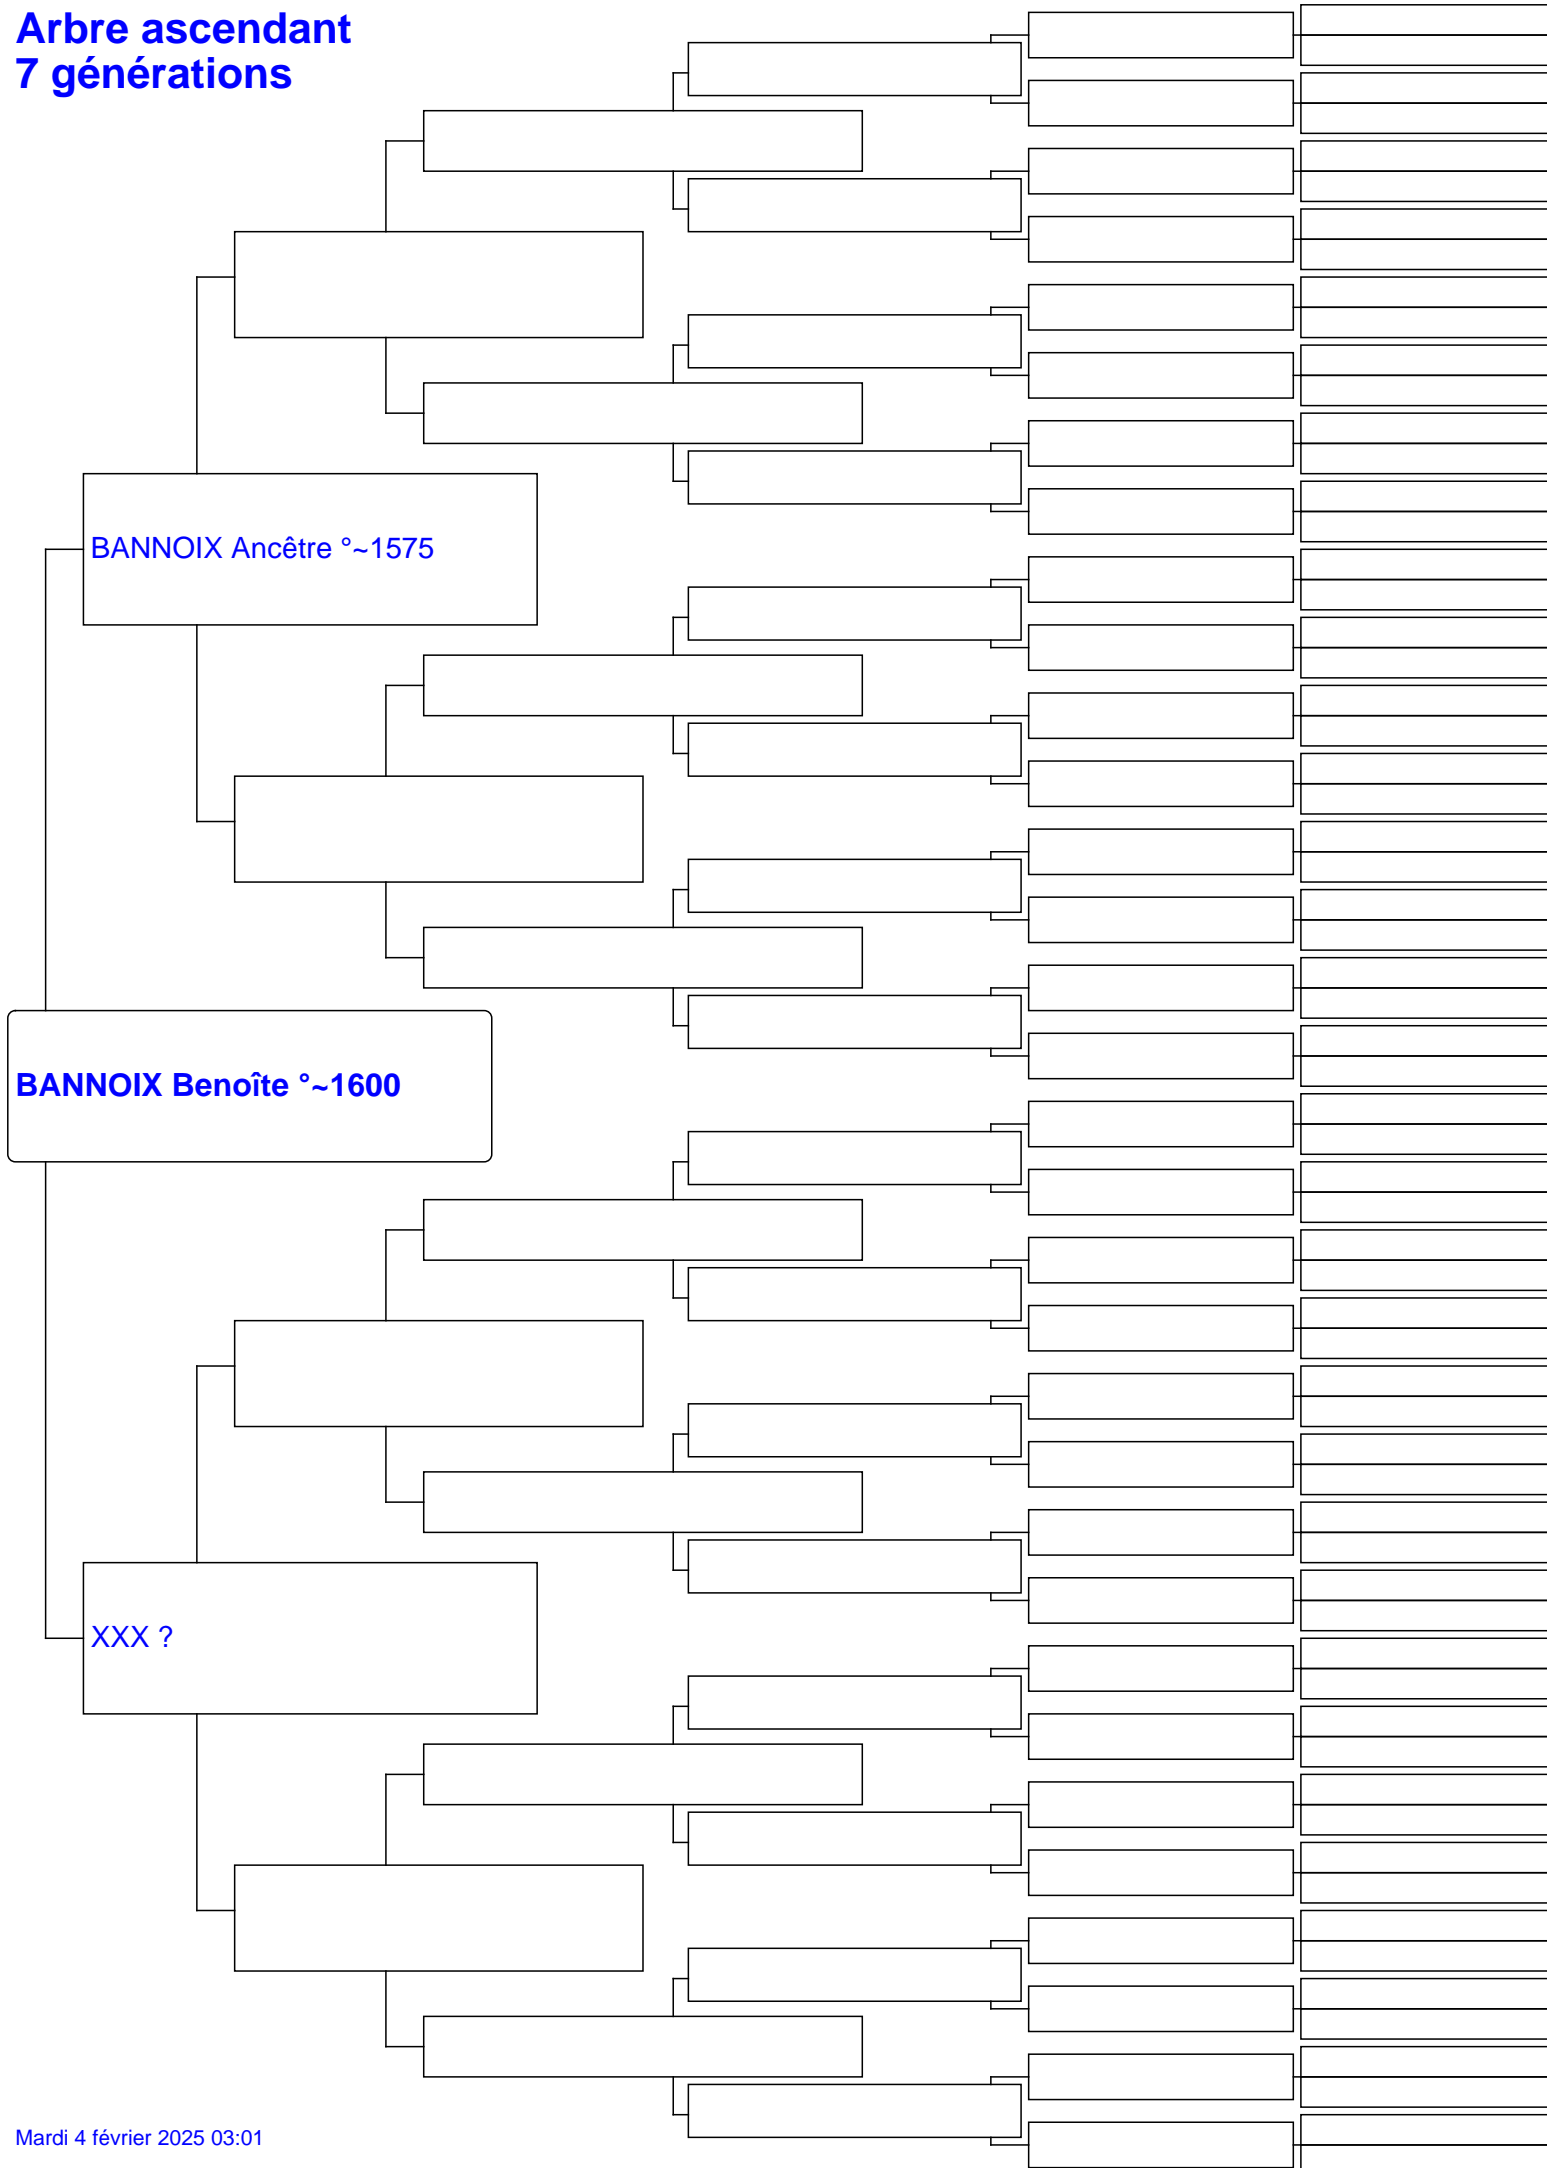 Arbre ascendant
7 générations
BANNOIX Ancêtre °~1575
BANNOIX Benoîte °~1600
XXX ?
Mardi 4 février 2025 03:01